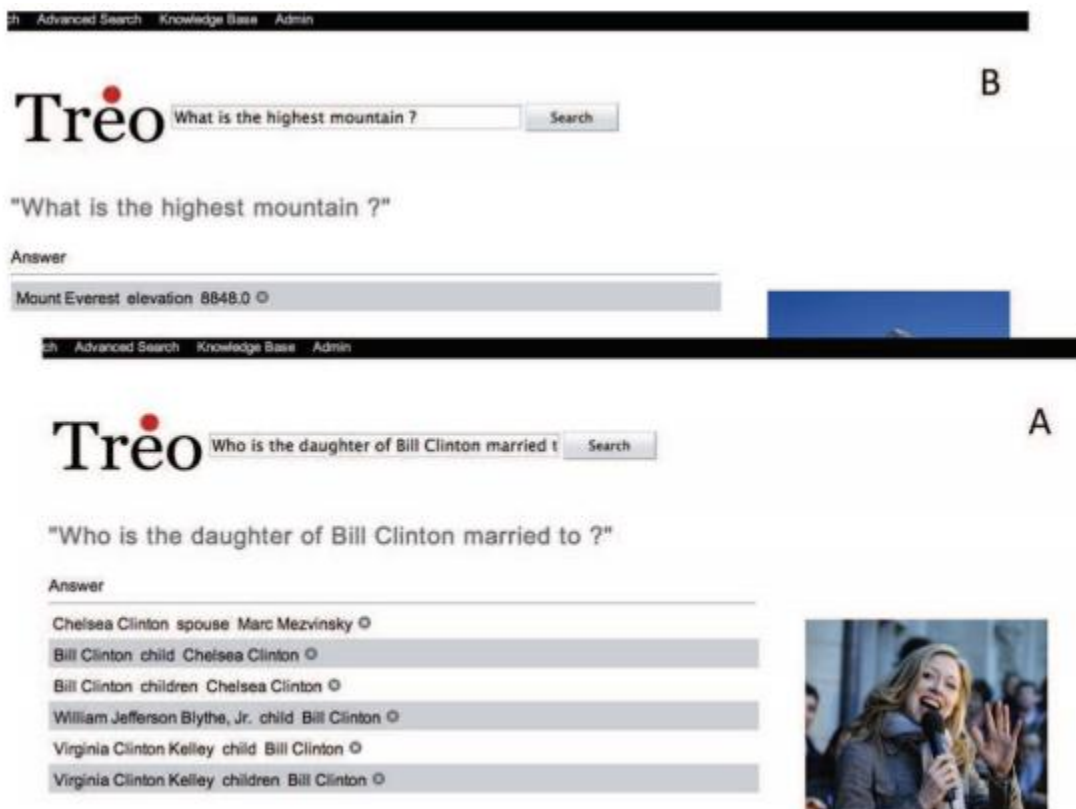 ch Advanced Search Knowledge Base Admin
B
Trėo What is the highest mountain ? Search
"What is the highest mountain ?"
Answer
Mount Everest elevation 8848.0
ch Advanced Search Knowledge Base Admin
A
Trėo Who is the daughter of Bill Clinton married t Search
"Who is the daughter of Bill Clinton married to ?"
Answer
Chelsea Clinton spouse Marc Mezvinsky
Bill Clinton child Chelsea Clinton
Bill Clinton children Chelsea Clinton
William Jefferson Blythe, Jr. child Bill Clinton
Virginia Clinton Kelley child Bill Clinton
Virginia Clinton Kelley children Bill Clinton